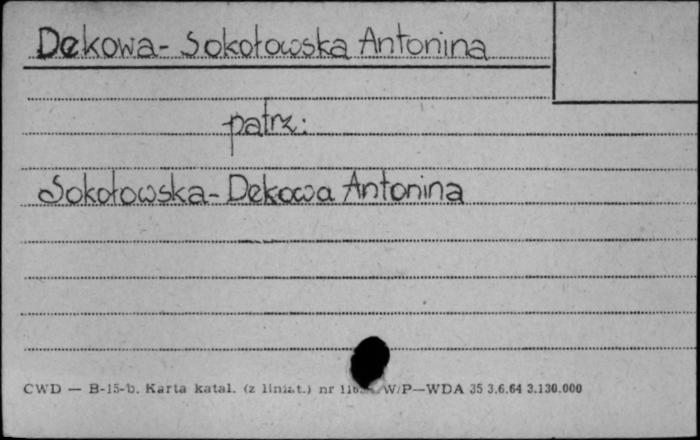 Dekowa- Sokołowska Antonina
patrz:
Sokołowska- Dekowa Antonina
CWD — B-15-b. Karta katal. (z liniat.) nr W/P—WDA 35 3.6.64 3.130.000